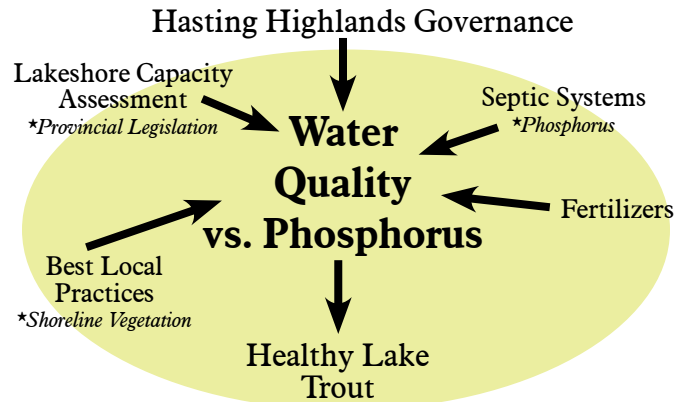 Hasting Highlands Governance
Lakeshore Capacity
Assessment
★Provincial Legislation
Septic Systems
★Phosphorus
Water
Quality
vs. Phosphorus
Fertilizers
Best Local
Practices
★Shoreline Vegetation
Healthy Lake
Trout